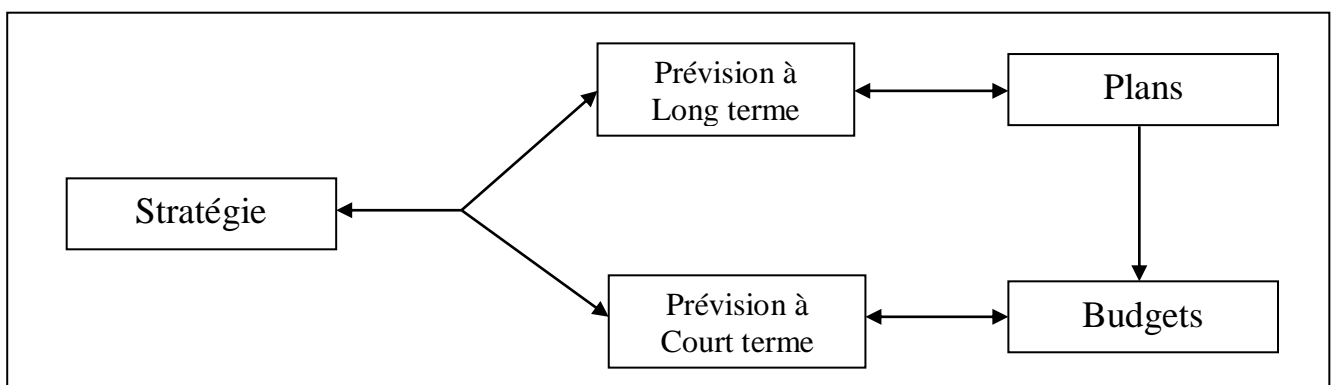 Prévision à
Long terme
Plans
Stratégie
Prévision à
Court terme
Budgets